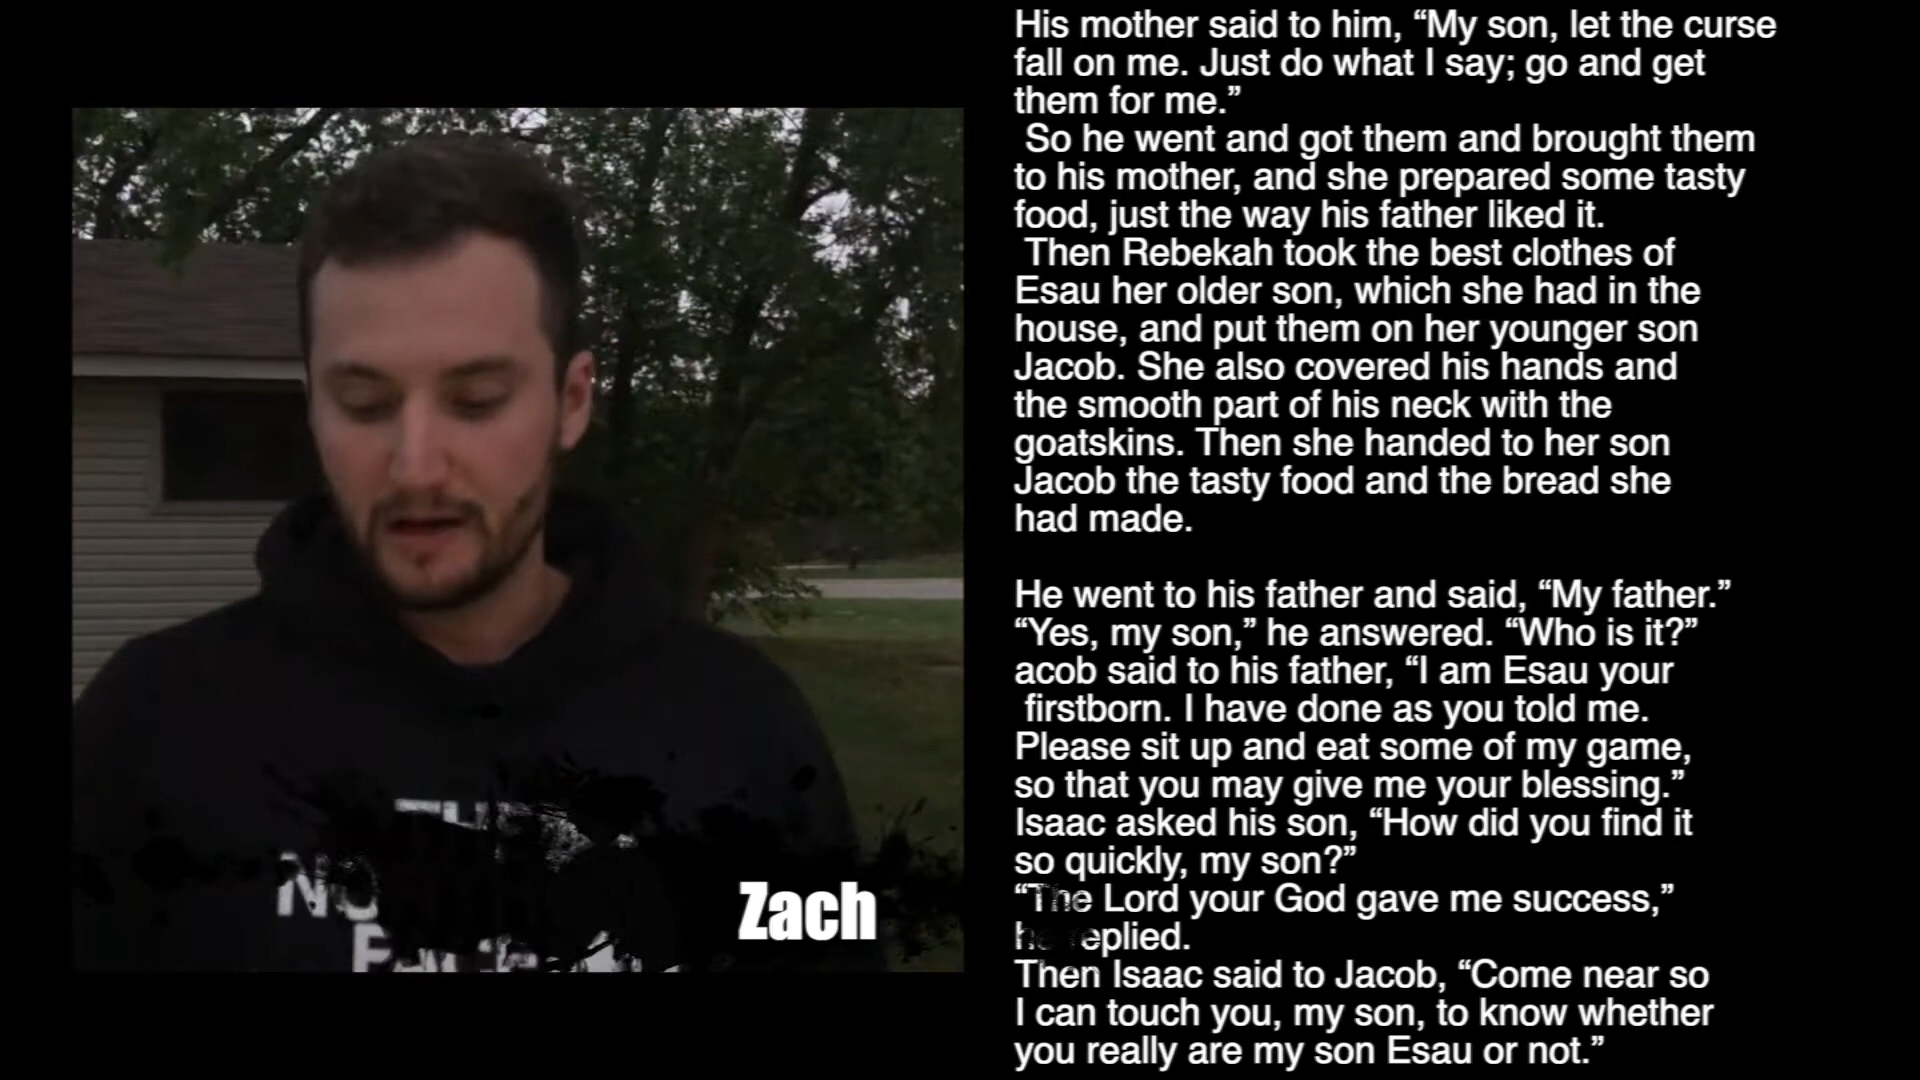 His mother said to him, “My son, let the curse
fall on me. Just do what I say; go and get
them for me.”
So he went and got them and brought them
to his mother, and she prepared some tasty
food, just the way his father liked it.
Then Rebekah took the best clothes of
Esau her older son, which she had in the
house, and put them on her younger son
Jacob. She also covered his hands and
the smooth part of his neck with the
goatskins. Then she handed to her son
Jacob the tasty food and the bread she
had made.
He went to his father and said, “My father.”
“Yes, my son,” he answered. “Who is it?”
acob said to his father, “I am Esau your
firstborn. I have done as you told me.
Please sit up and eat some of my game,
so that you may give me your blessing.”
Isaac asked his son, “How did you find it
so quickly, my son?”
“The Lord your God gave me success,”
he replied.
Then Isaac said to Jacob, “Come near so
I can touch you, my son, to know whether
you really are my son Esau or not.”
THE
Zach